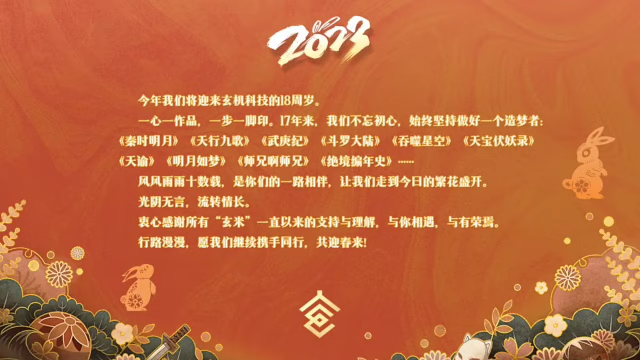 2023
今年我们将迎来玄机科技的18周岁。
一心一作品，一步一脚印。17年来，我们不忘初心，始终坚持做好一个造梦者：
《秦时明月》《天行九歌》《武庚纪》《斗罗大陆》《吞噬星空》《天宝伏妖录》
《天谕》《明月如梦》《师兄啊师兄》《绝境编年史》……
风风雨雨十数载，是你们的一路相伴，让我们走到今日的繁花盛开。
光阴无言，流转情长。
衷心感谢所有“玄米”一直以来的支持与理解，与你相遇，与有荣焉。
行路漫漫，愿我们继续携手同行，共迎春来!